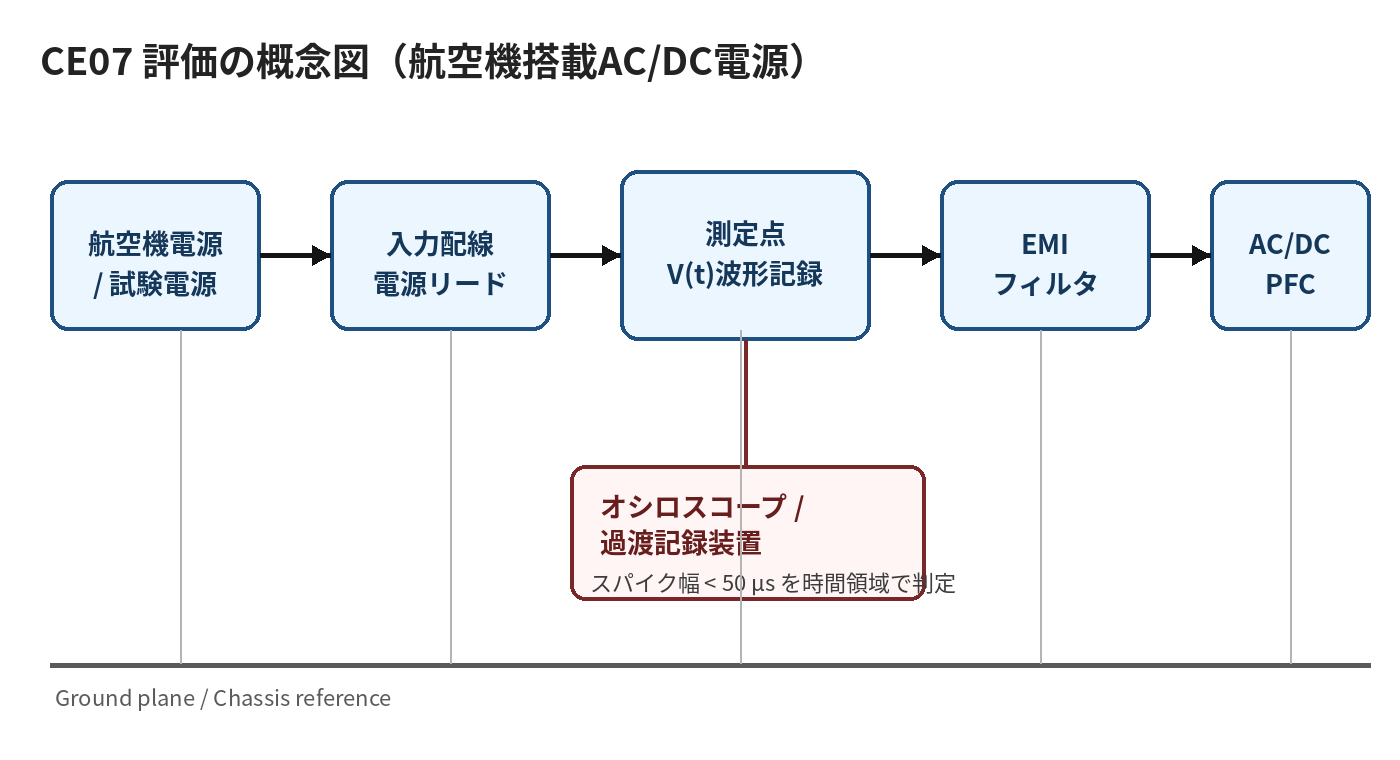 CE07 評価の概念図（航空機搭載AC/DC電源）
航空機電源
/ 試験電源
入力配線
電源リード
測定点
V(t)波形記録
EMI
フィルタ
AC/DC
PFC
オシロスコープ /
過渡記録装置
スパイク幅 < 50 µs を時間領域で判定
Ground plane / Chassis reference